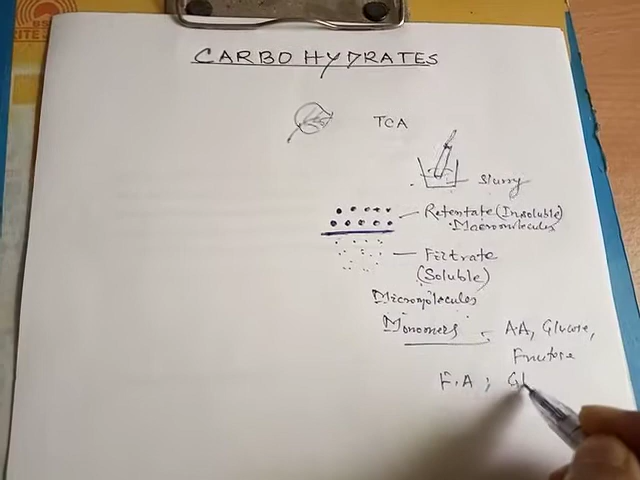 CARBOHYDRATES
TCA
Slurry
Retentate (Insoluble)
Macromolecules
Filtrate
(Soluble)
Micromolecules
Monomers
AA, Glucose,
Fructose
F.A ; Gl